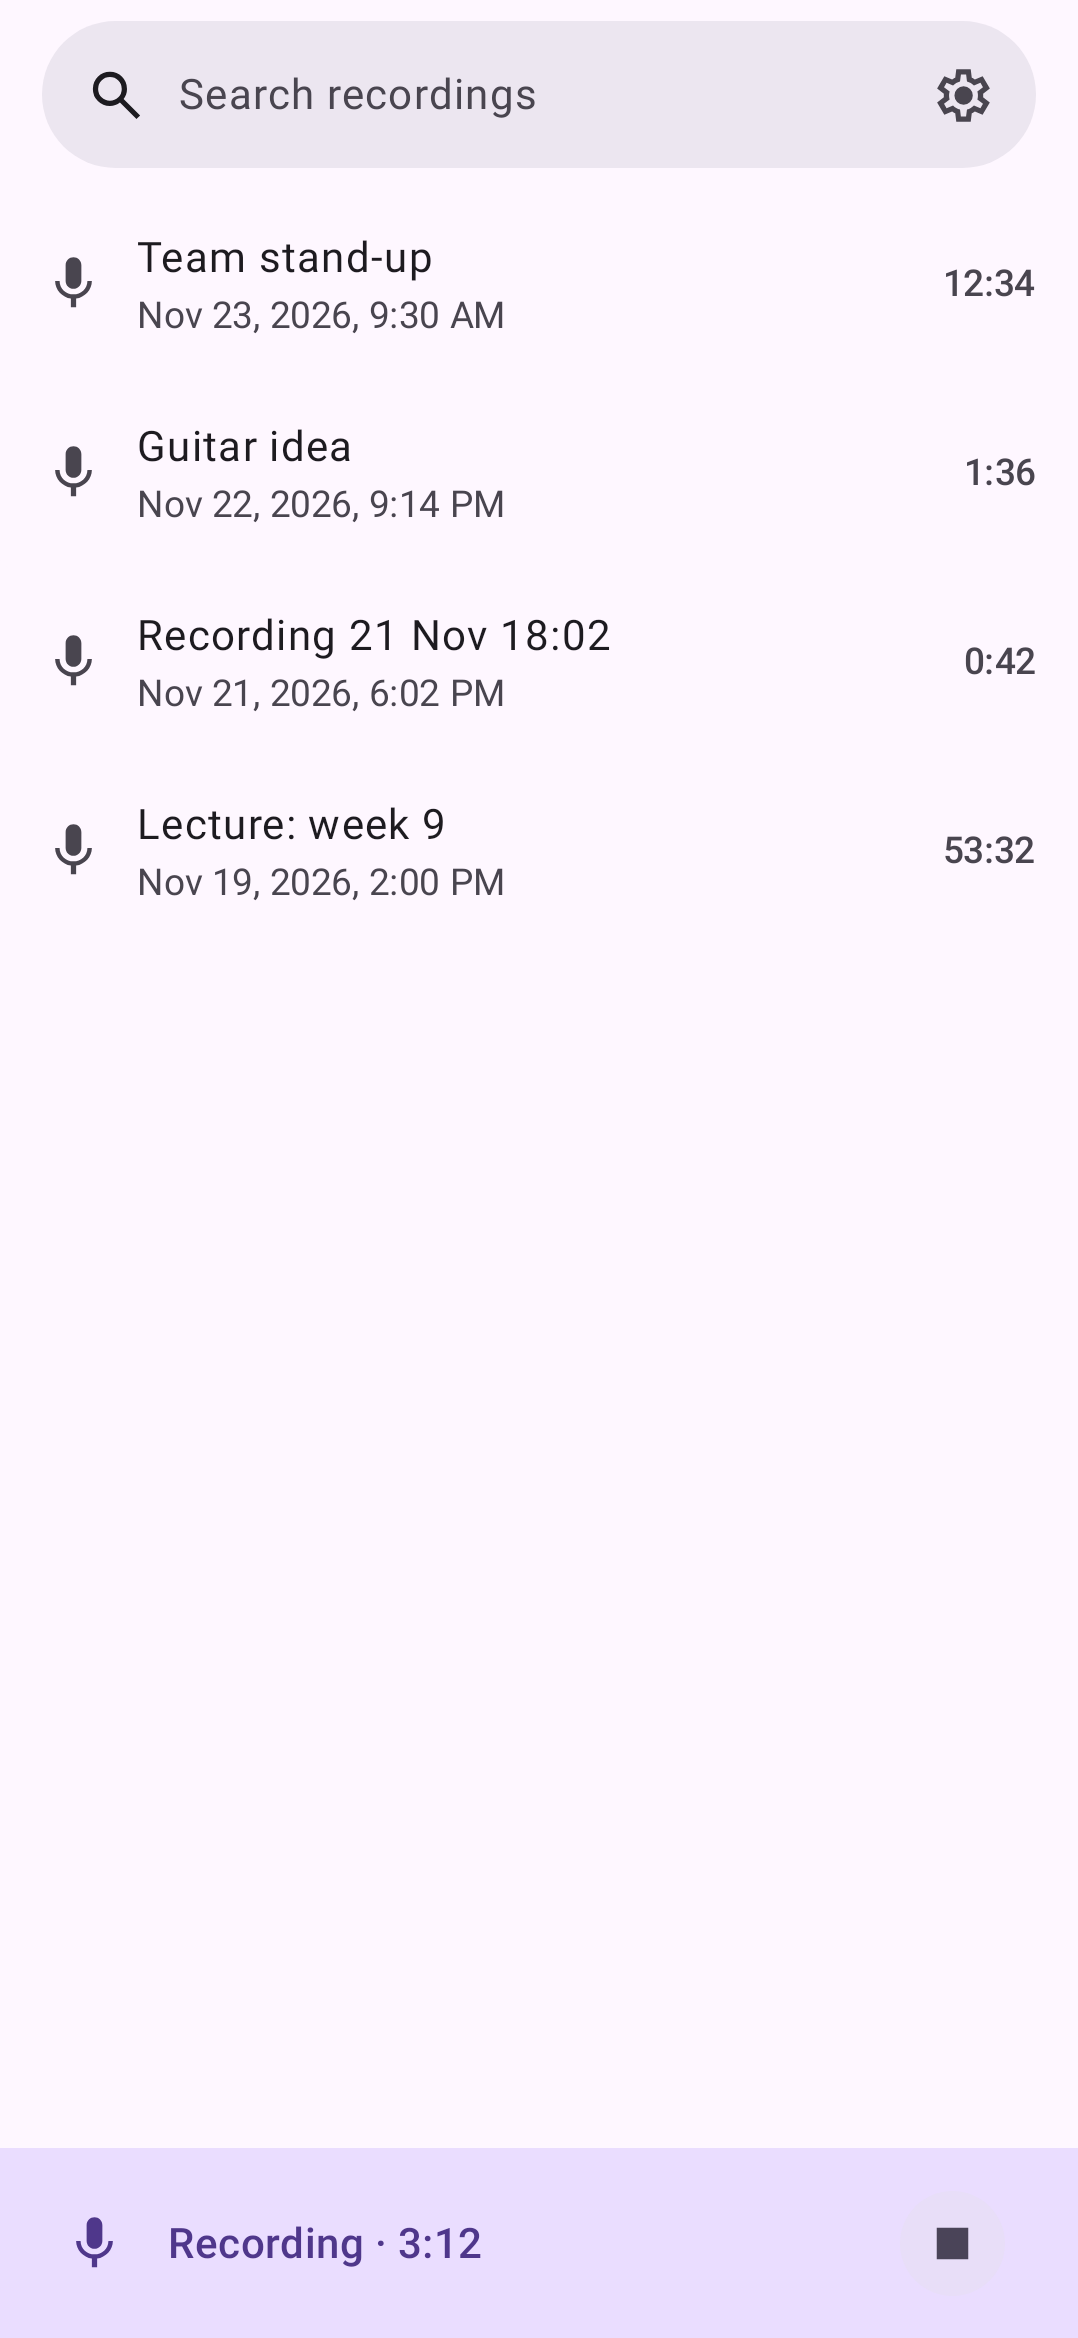 Search recordings
Team stand-up
Nov 23, 2026, 9:30 AM
12:34
Guitar idea
Nov 22, 2026, 9:14 PM
1:36
Recording 21 Nov 18:02
Nov 21, 2026, 6:02 PM
0:42
Lecture: week 9
Nov 19, 2026, 2:00 PM
53:32
Recording · 3:12